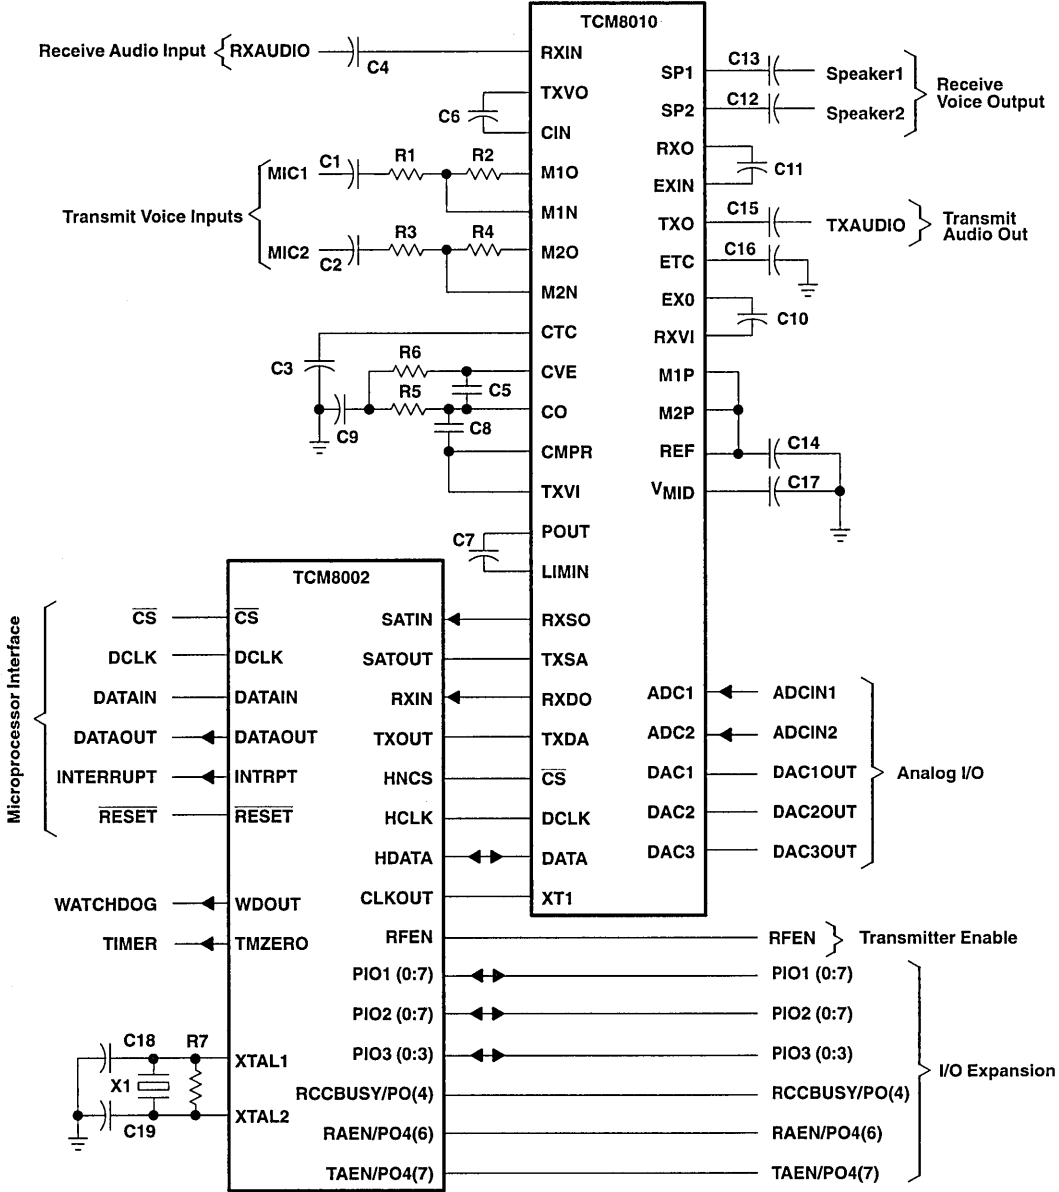 TCM8010
Receive Audio Input { RXAUDIO C4 RXIN
TXVO
C6
CIN
MIC1 C1 R1 R2 M1O
M1N
Transmit Voice Inputs
MIC2 C2 R3 R4 M2O
M2N
CTC
C3
R6 CVE
C5
C9 R5 CO
C8
CMPR
TXVI
POUT
C7
LIMIN
SP1 C13 Speaker1
SP2 C12 Speaker2
Receive
Voice Output
RXO
C11
EXIN
TXO C15 TXAUDIO
Transmit
Audio Out
ETC C16
EX0
C10
RXVI
M1P
M2P
REF C14
VMID C17
TCM8002
Microprocessor Interface
CS CS SATIN RXSO
DCLK DCLK SATOUT TXSA
DATAIN DATAIN RXIN RXDO
DATAOUT DATAOUT TXOUT TXDA
INTERRUPT INTRPT HNCS CS
RESET RESET HCLK DCLK
HDATA DATA
WATCHDOG WDOUT CLKOUT XT1
TIMER TMZERO
ADC1 ADCIN1
ADC2 ADCIN2
DAC1 DAC1OUT
DAC2 DAC2OUT
DAC3 DAC3OUT
Analog I/O
RFEN RFEN } Transmitter Enable
PIO1 (0:7) PIO1 (0:7)
PIO2 (0:7) PIO2 (0:7)
PIO3 (0:3) PIO3 (0:3)
RCCBUSY/PO(4) RCCBUSY/PO(4)
RAEN/PO4(6) RAEN/PO4(6)
TAEN/PO4(7) TAEN/PO4(7)
I/O Expansion
C18 R7 XTAL1
X1
C19 XTAL2